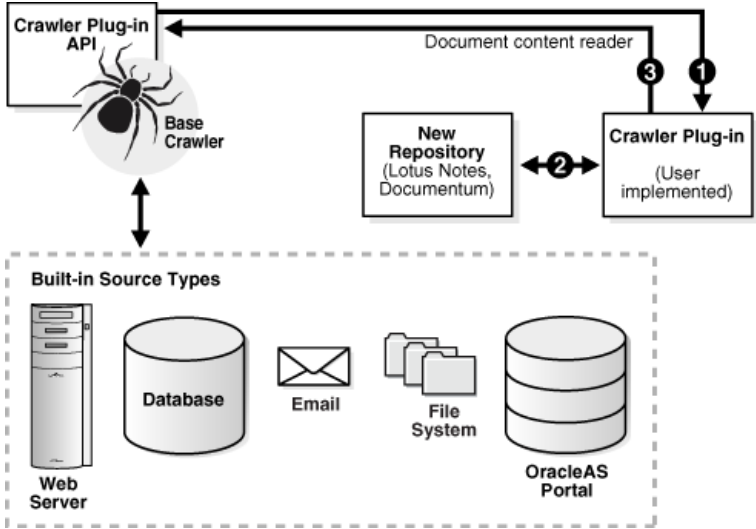 Crawler Plug-in
API
Document content reader
3
1
Base
Crawler
New
Repository
(Lotus Notes,
Documentum)
2
Crawler Plug-in
(User
implemented)
Built-in Source Types
Database
Email
File
System
Web
Server
OracleAS
Portal